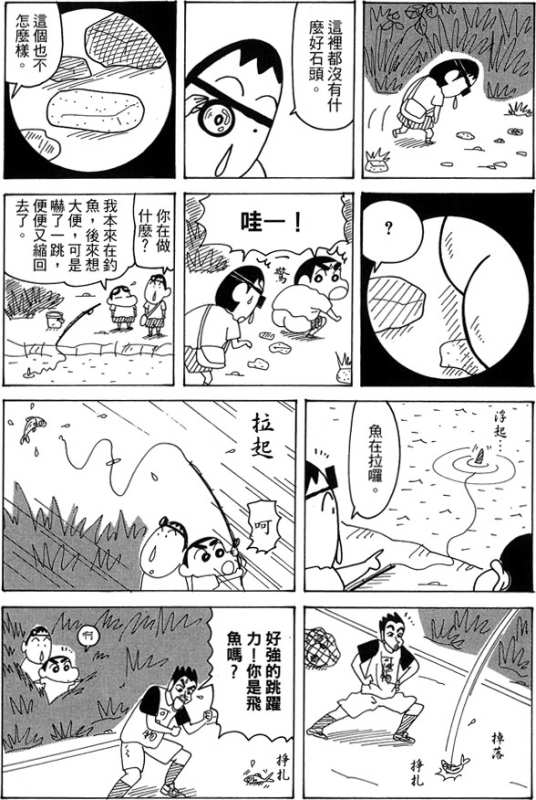 這裡都沒有什
麼好石頭。
這個也不
怎麼樣。
?
哇—!
驚
你在做
什麼?
我本來在釣
魚,後來想
大便,可是
嚇了一跳,
便便又縮回
去了。
浮起…
魚在拉囉。
拉起
呵
掉落
掙扎
好強的跳躍
力!你是飛
魚嗎?
啊
掙扎